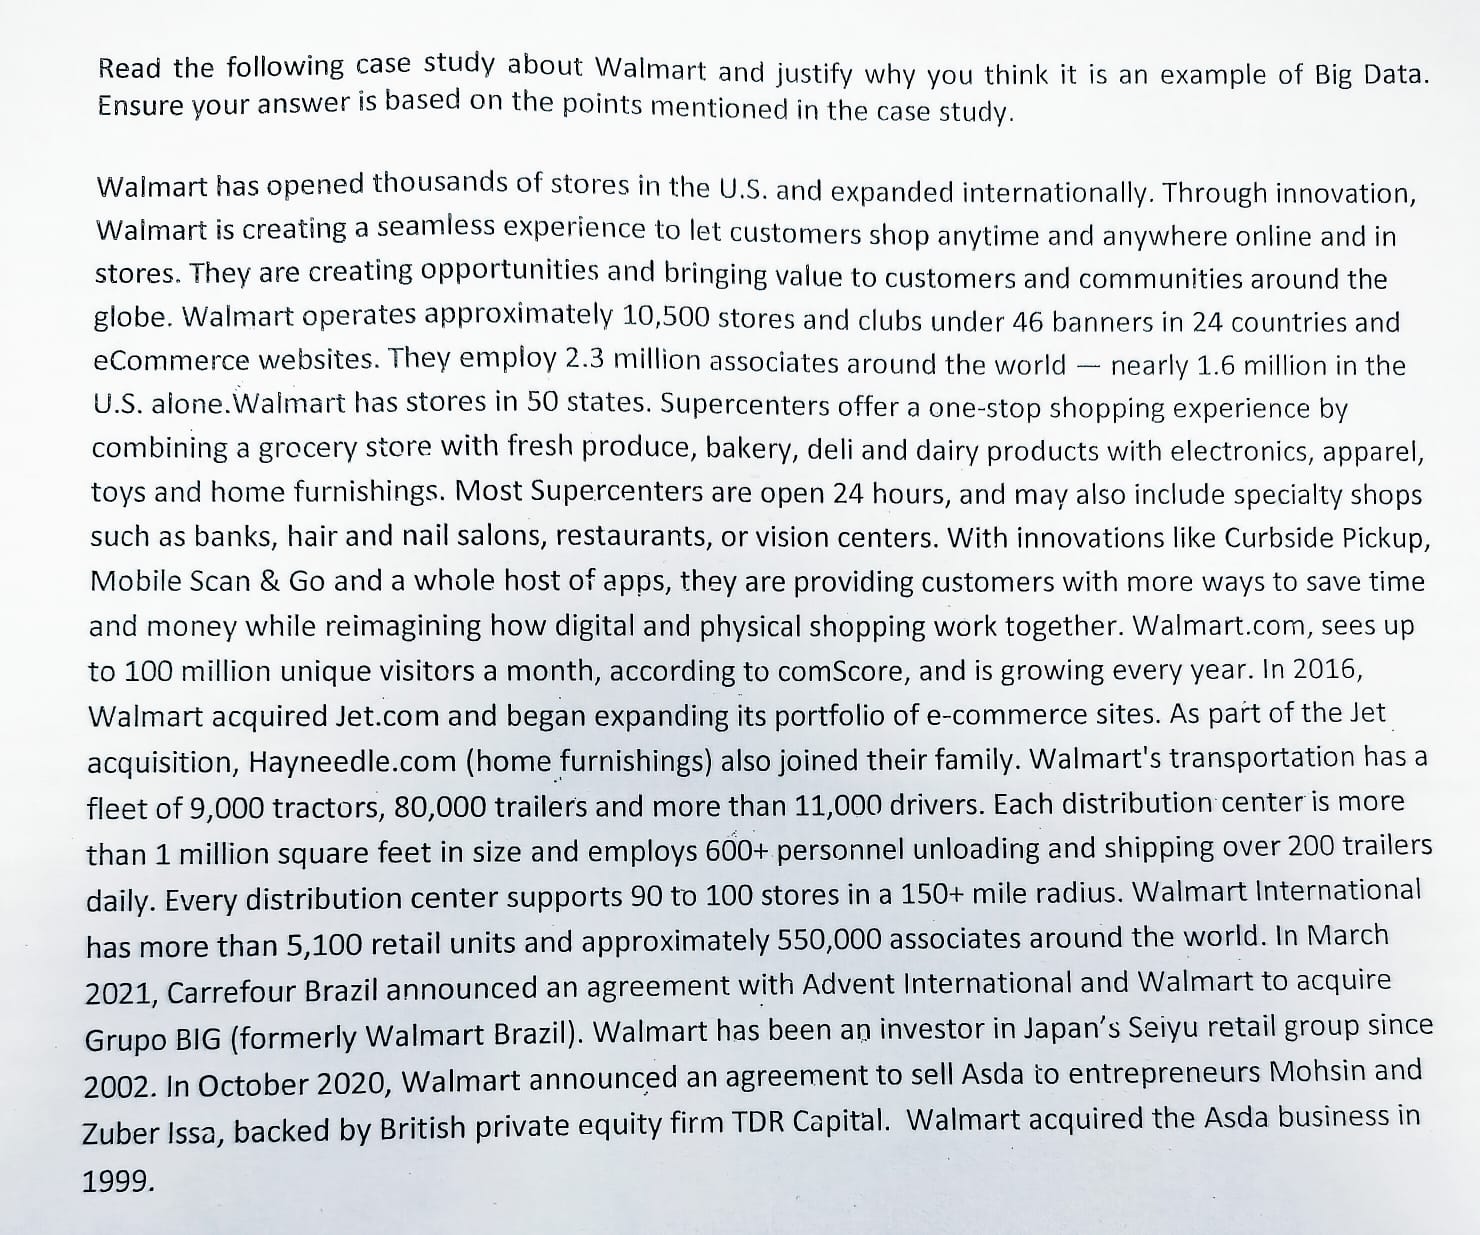 Read the following case study about Walmart and justify why you think it is an example of Big Data.
Ensure your answer is based on the points mentioned in the case study.
Walmart has opened thousands of stores in the U.S. and expanded internationally. Through innovation,
Walmart is creating a seamless experience to let customers shop anytime and anywhere online and in
stores. They are creating opportunities and bringing value to customers and communities around the
globe. Walmart operates approximately 10,500 stores and clubs under 46 banners in 24 countries and
eCommerce websites. They employ 2.3 million associates around the world — nearly 1.6 million in the
U.S. alone.Walmart has stores in 50 states. Supercenters offer a one-stop shopping experience by
combining a grocery store with fresh produce, bakery, deli and dairy products with electronics, apparel,
toys and home furnishings. Most Supercenters are open 24 hours, and may also include specialty shops
such as banks, hair and nail salons, restaurants, or vision centers. With innovations like Curbside Pickup,
Mobile Scan & Go and a whole host of apps, they are providing customers with more ways to save time
and money while reimagining how digital and physical shopping work together. Walmart.com, sees up
to 100 million unique visitors a month, according to comScore, and is growing every year. In 2016,
Walmart acquired Jet.com and began expanding its portfolio of e-commerce sites. As part of the Jet
acquisition, Hayneedle.com (home furnishings) also joined their family. Walmart's transportation has a
fleet of 9,000 tractors, 80,000 trailers and more than 11,000 drivers. Each distribution center is more
than 1 million square feet in size and employs 600+ personnel unloading and shipping over 200 trailers
daily. Every distribution center supports 90 to 100 stores in a 150+ mile radius. Walmart International
has more than 5,100 retail units and approximately 550,000 associates around the world. In March
2021, Carrefour Brazil announced an agreement with Advent International and Walmart to acquire
Grupo BIG (formerly Walmart Brazil). Walmart has been an investor in Japan's Seiyu retail group since
2002. In October 2020, Walmart announced an agreement to sell Asda to entrepreneurs Mohsin and
Zuber Issa, backed by British private equity firm TDR Capital.  Walmart acquired the Asda business in
1999.